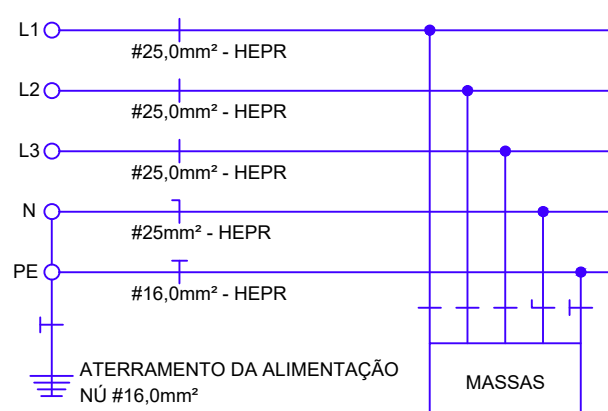 L1
#25,0mm² - HEPR
L2
#25,0mm² - HEPR
L3
#25,0mm² - HEPR
N
#25mm² - HEPR
PE
#16,0mm² - HEPR
ATERRAMENTO DA ALIMENTAÇÃO
NÚ #16,0mm²
MASSAS